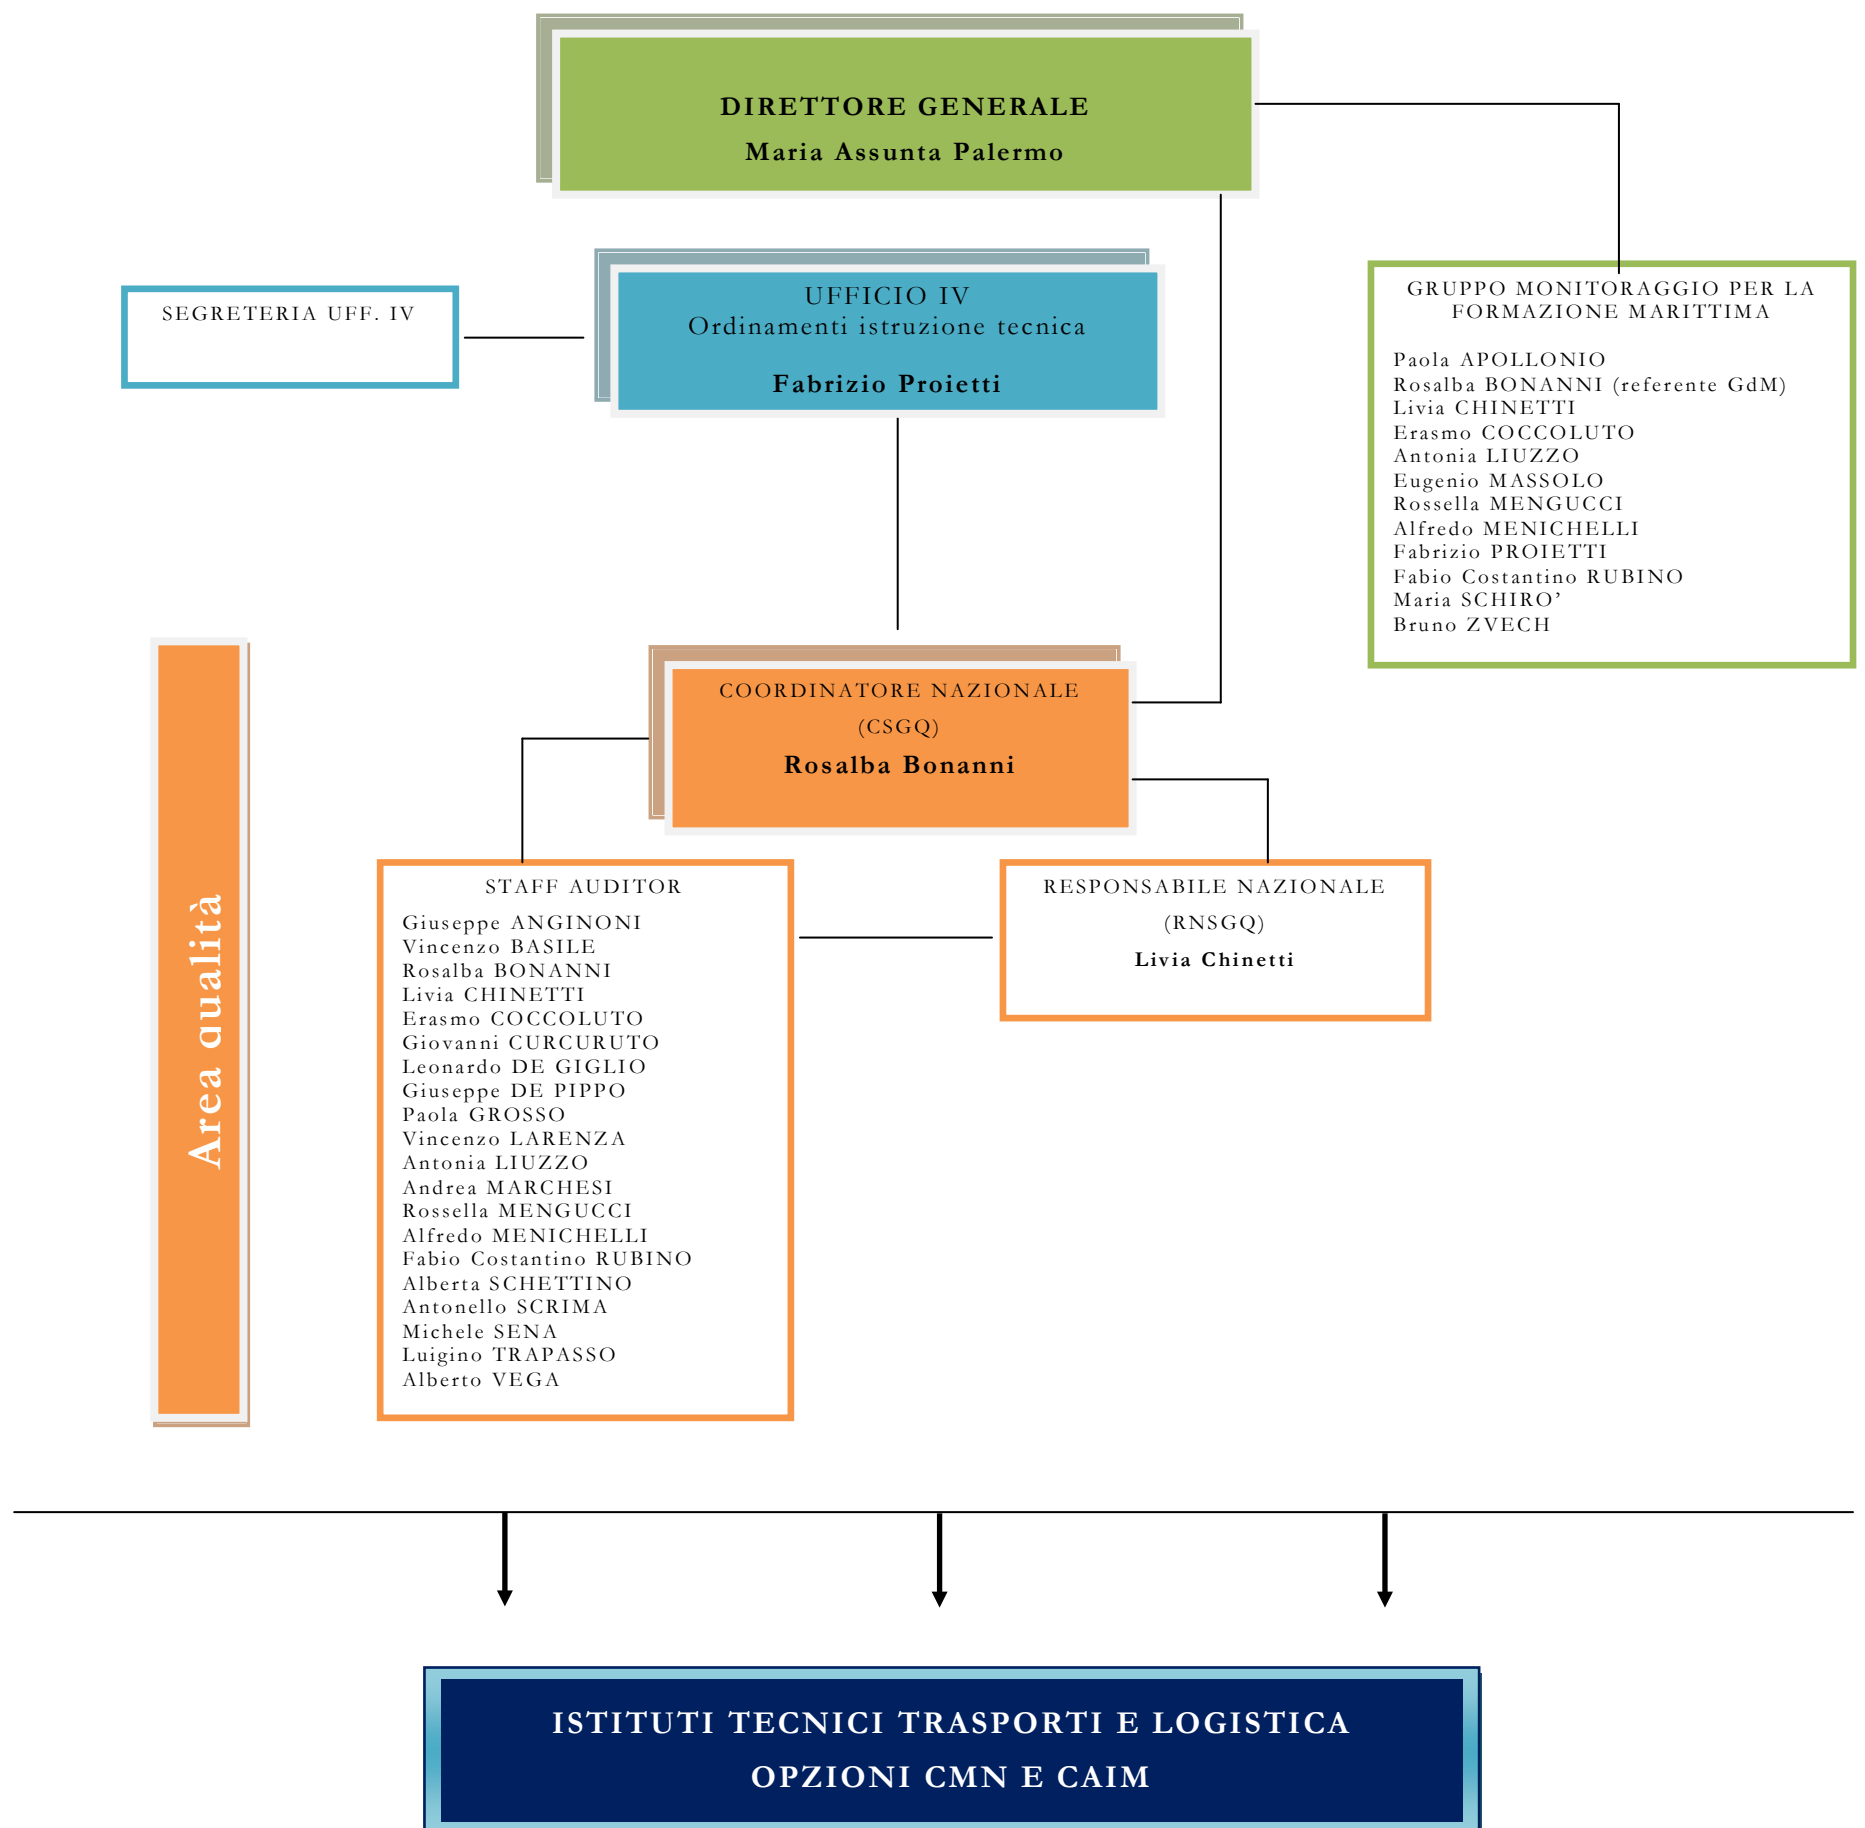 DIRETTORE GENERALE
Maria Assunta Palermo
SEGRETERIA UFF. IV
UFFICIO IV
Ordinamenti istruzione tecnica
Fabrizio Proietti
GRUPPO MONITORAGGIO PER LA
FORMAZIONE MARITTIMA
Paola APOLLONIO
Rosalba BONANNI (referente GdM)
Livia CHINETTI
Erasmo COCCOLUTO
Antonia LIUZZO
Eugenio MASSOLO
Rossella MENGUCCI
Alfredo MENICHELLI
Fabrizio PROIETTI
Fabio Costantino RUBINO
Maria SCHIRO’
Bruno ZVECH
Area qualità
COORDINATORE NAZIONALE
(CSGQ)
Rosalba Bonanni
STAFF AUDITOR
Giuseppe ANGINONI
Vincenzo BASILE
Rosalba BONANNI
Livia CHINETTI
Erasmo COCCOLUTO
Giovanni CURCURUTO
Leonardo DE GIGLIO
Giuseppe DE PIPPO
Paola GROSSO
Vincenzo LARENZA
Antonia LIUZZO
Andrea MARCHESI
Rossella MENGUCCI
Alfredo MENICHELLI
Fabio Costantino RUBINO
Alberta SCHETTINO
Antonello SCRIMA
Michele SENA
Luigino TRAPASSO
Alberto VEGA
RESPONSABILE NAZIONALE
(RNSGQ)
Livia Chinetti
ISTITUTI TECNICI TRASPORTI E LOGISTICA
OPZIONI CMN E CAIM